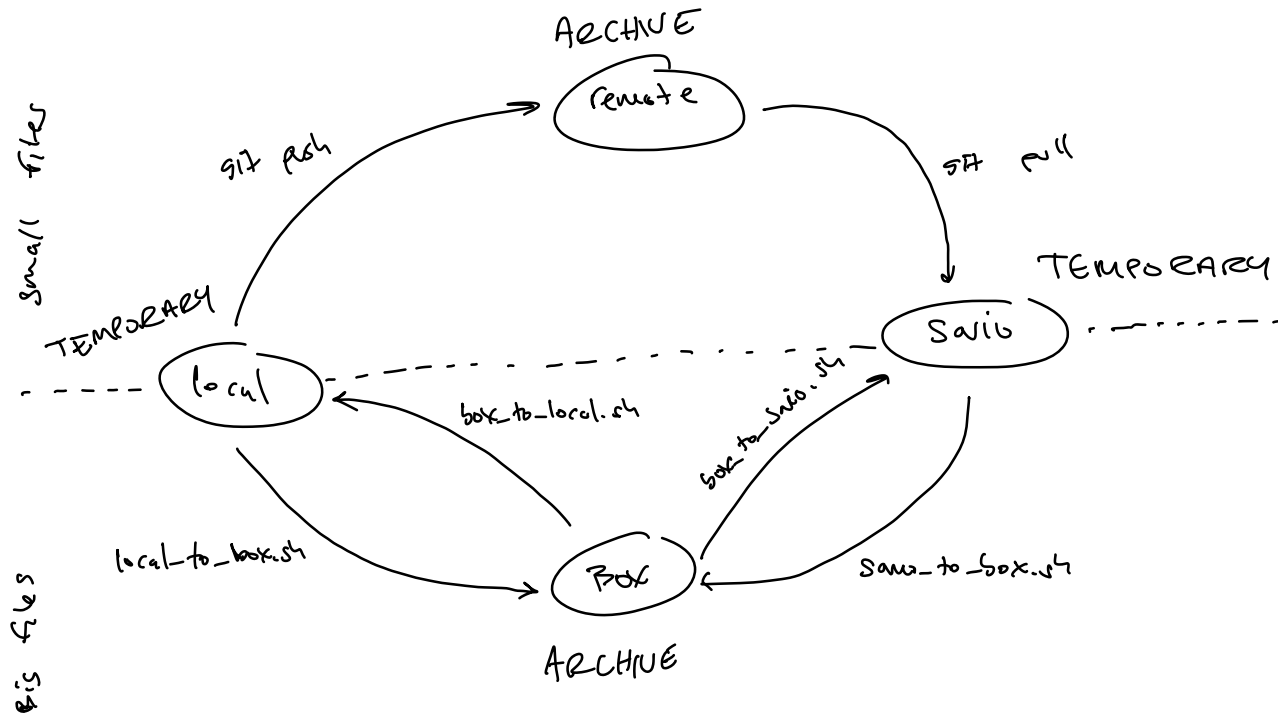 ARCHIVE
remote
git push
git pull
small files
TEMPORARY
TEMPORARY
Savio
local
box_to_local.sh
box_to_savio.sh
local_to_box.sh
Box
savio_to_box.sh
ARCHIVE
Big files